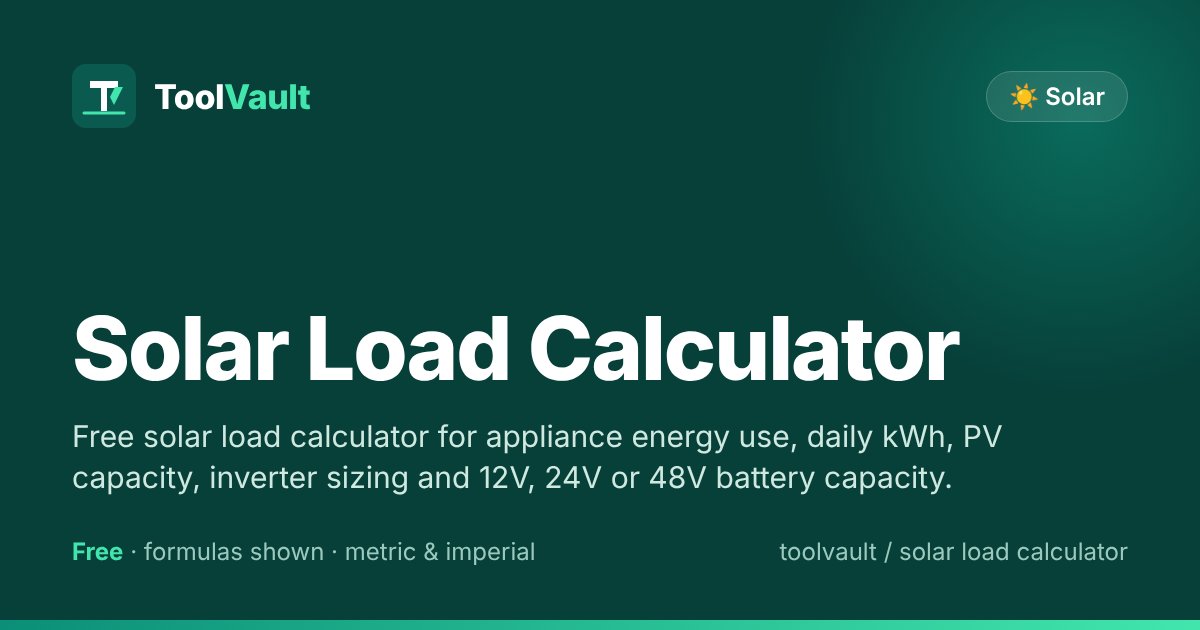 ToolVault
☀️ Solar
Solar Load Calculator
Free solar load calculator for appliance energy use, daily kWh, PV
capacity, inverter sizing and 12V, 24V or 48V battery capacity.
Free · formulas shown · metric & imperial
toolvault / solar load calculator